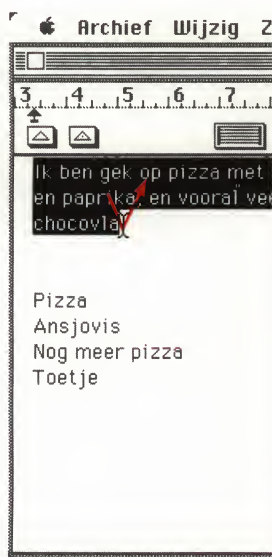 Archief Wijzig Z
3 4 5 6 7
Ik ben gek op pizza met
en paprika, en vooral vee
chocovla
Pizza
Ansjovis
Nog meer pizza
Toetje